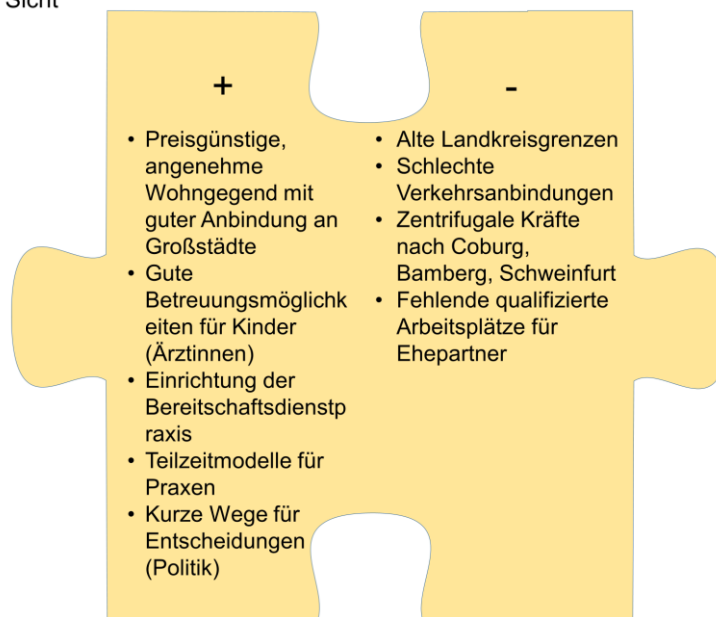 Sicht
+
• Preisgünstige,
angenehme
Wohngegend mit
guter Anbindung an
Großstädte
• Gute
Betreuungsmöglichk
eiten für Kinder
(Ärztinnen)
• Einrichtung der
Bereitschaftsdienstp
raxis
• Teilzeitmodelle für
Praxen
• Kurze Wege für
Entscheidungen
(Politik)
-
• Alte Landkreisgrenzen
• Schlechte
Verkehrsanbindungen
• Zentrifugale Kräfte
nach Coburg,
Bamberg, Schweinfurt
• Fehlende qualifizierte
Arbeitsplätze für
Ehepartner